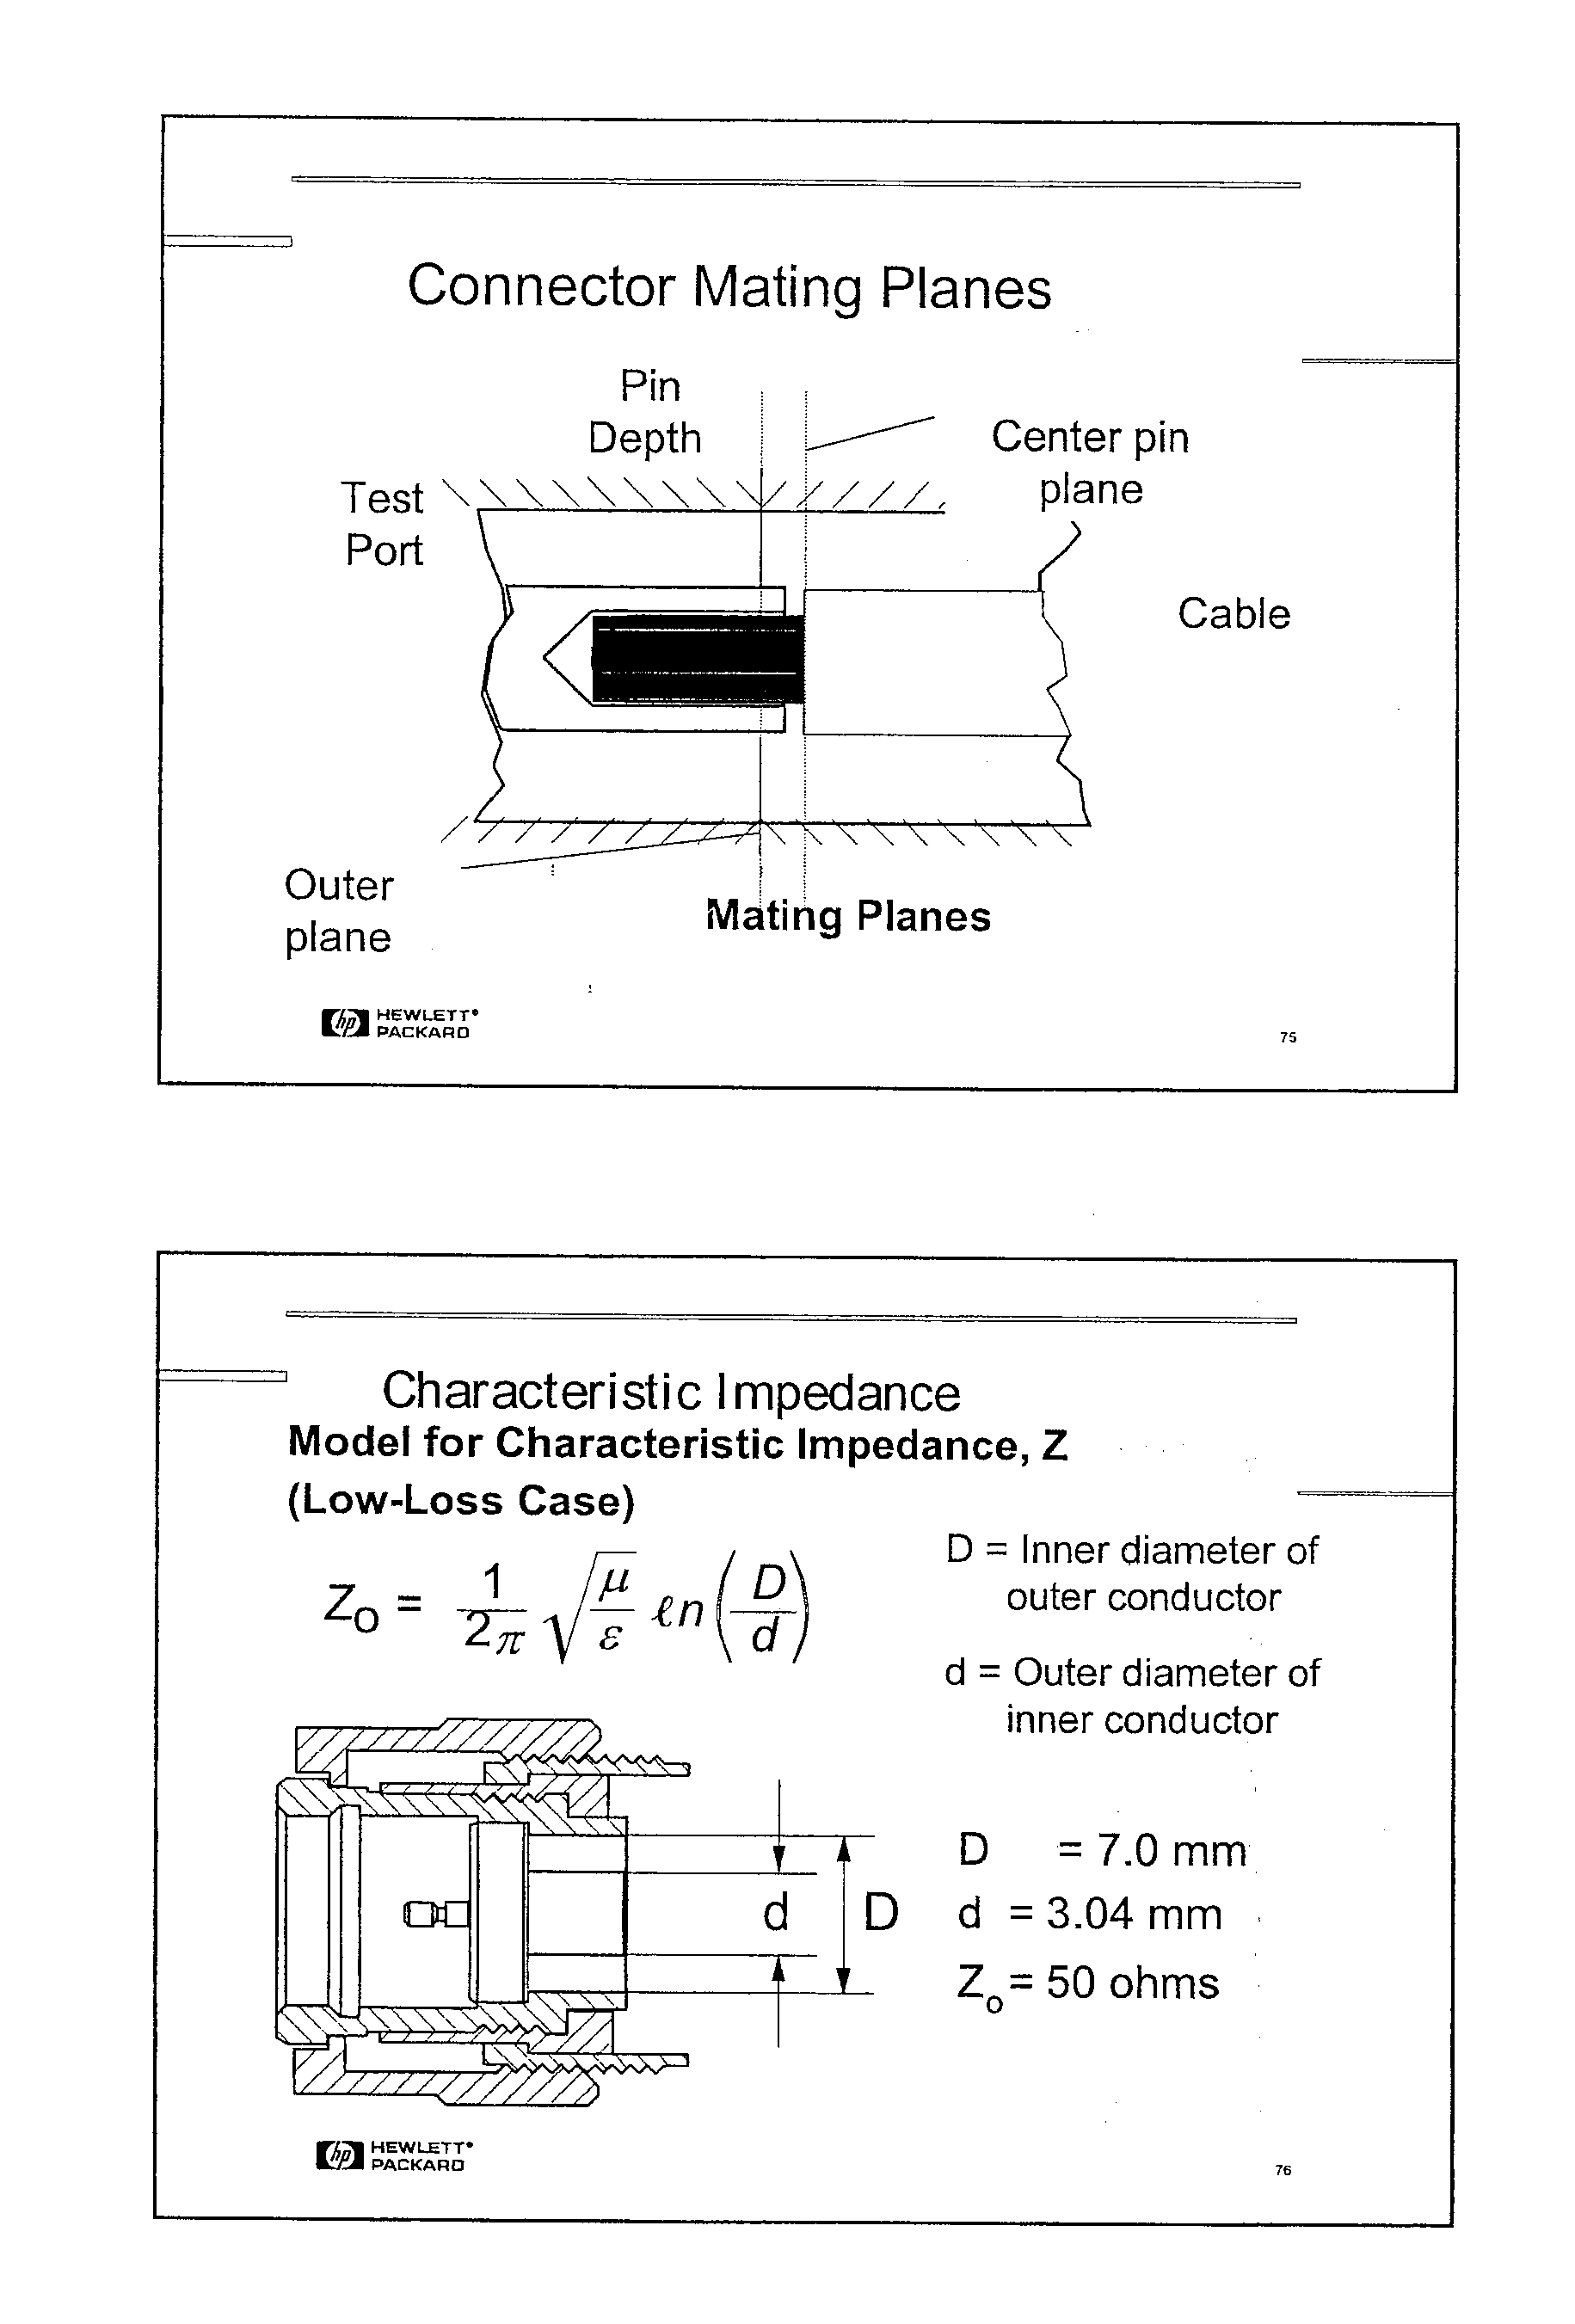 Connector Mating Planes
Pin
Depth
Center pin
plane
Test
Port
Cable
Outer
plane
Mating Planes
hp HEWLETT®
PACKARD
75
Characteristic Impedance
Model for Characteristic Impedance, Z
(Low-Loss Case)
Z₀ = 1/2π √μ/ε ℓn(D/d)
D = Inner diameter of
outer conductor
d = Outer diameter of
inner conductor
d
D
D = 7.0 mm
d = 3.04 mm
Zₒ = 50 ohms
hp HEWLETT®
PACKARD
76